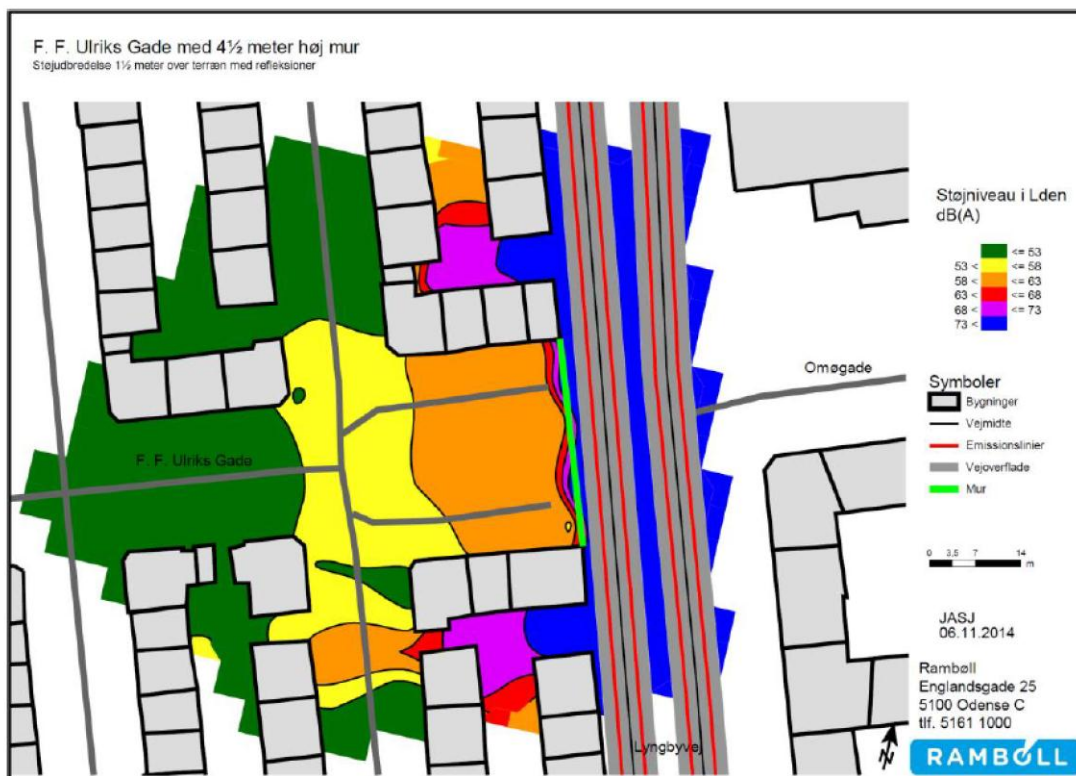 F. F. Ulriks Gade med 4½ meter høj mur
Støjudbredelse 1½ meter over terræn med refleksioner
Støjniveau i Lden
dB(A)
<= 53
53 < <= 58
58 < <= 63
63 < <= 68
68 < <= 73
73 <
Omøgade
Symboler
Bygninger
Vejmidte
Emissionslinier
Vejoverflade
Mur
F. F. Ulriks Gade
0 3,5 7 14
m
JASJ
06.11.2014
Rambøll
Englandsgade 25
5100 Odense C
tlf. 5161 1000
Lyngbyvej
N
RAMBØLL